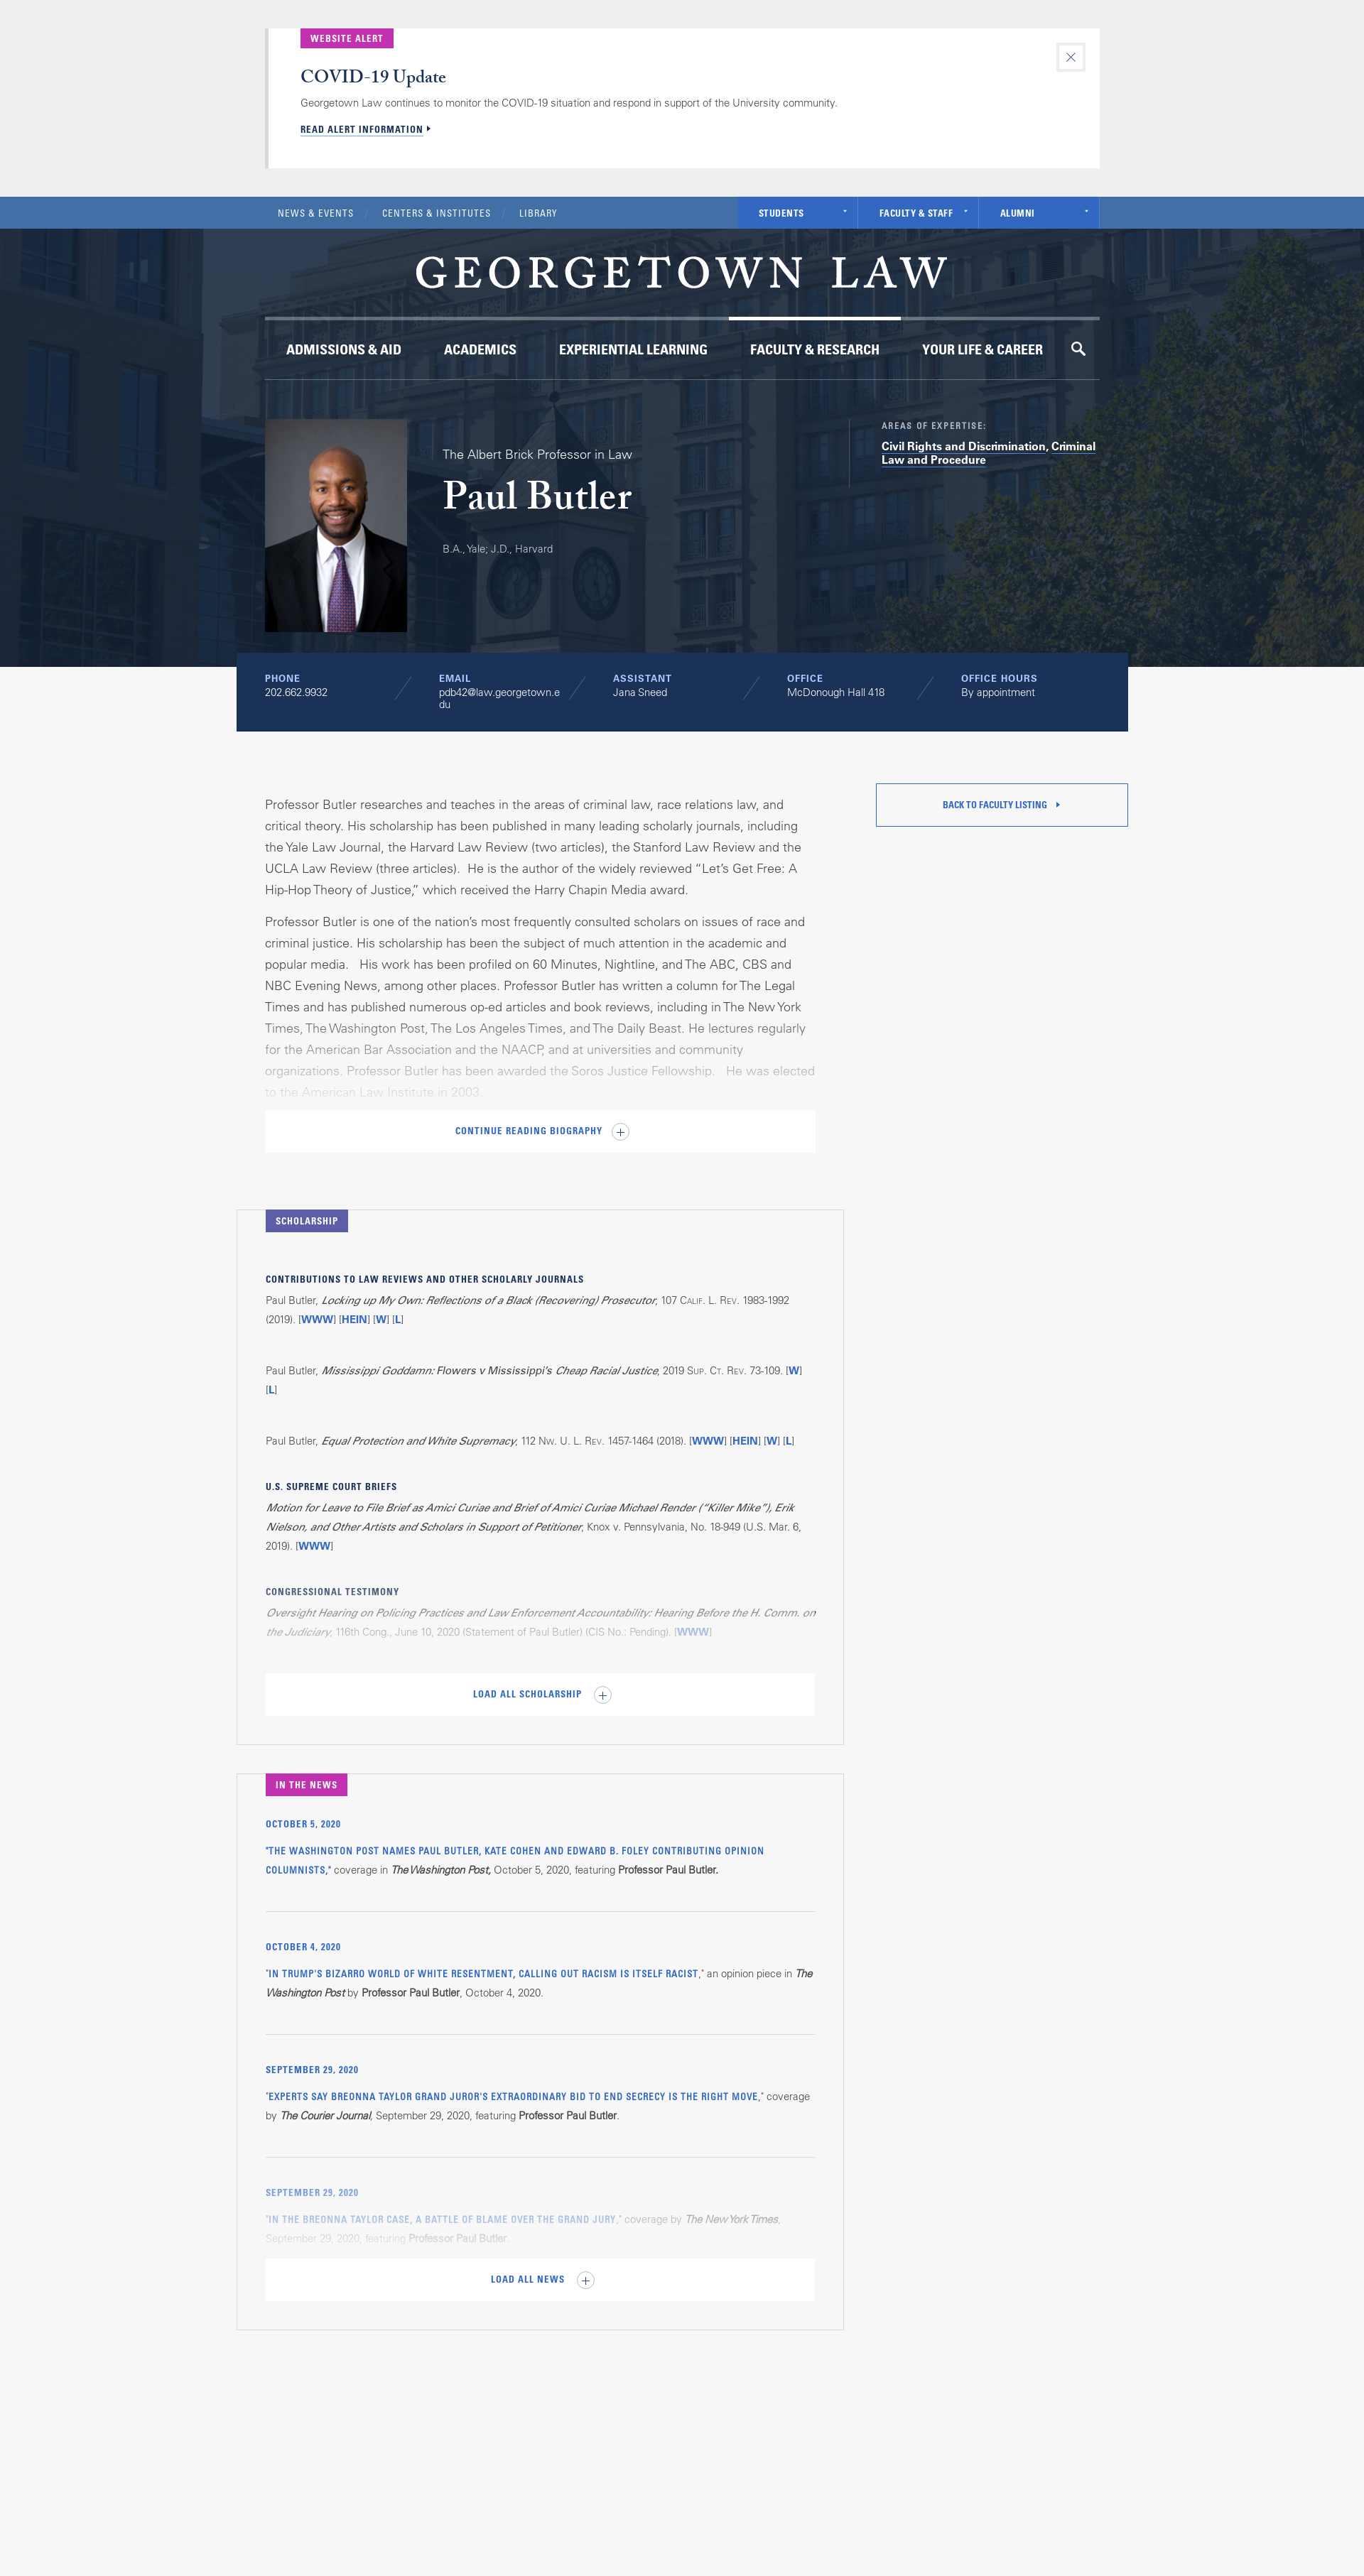 WEBSITE ALERT
COVID-19 Update
Georgetown Law continues to monitor the COVID-19 situation and respond in support of the University community.
READ ALERT INFORMATION
NEWS & EVENTS / CENTERS & INSTITUTES / LIBRARY
STUDENTS
FACULTY & STAFF
ALUMNI
GEORGETOWN LAW
ADMISSIONS & AID
ACADEMICS
EXPERIENTIAL LEARNING
FACULTY & RESEARCH
YOUR LIFE & CAREER
The Albert Brick Professor in Law
Paul Butler
B.A., Yale; J.D., Harvard
AREAS OF EXPERTISE:
Civil Rights and Discrimination, Criminal
Law and Procedure
PHONE
202.662.9932
EMAIL
pdb42@law.georgetown.e
du
ASSISTANT
Jana Sneed
OFFICE
McDonough Hall 418
OFFICE HOURS
By appointment
BACK TO FACULTY LISTING
Professor Butler researches and teaches in the areas of criminal law, race relations law, and
critical theory. His scholarship has been published in many leading scholarly journals, including
the Yale Law Journal, the Harvard Law Review (two articles), the Stanford Law Review and the
UCLA Law Review (three articles).  He is the author of the widely reviewed “Let’s Get Free: A
Hip-Hop Theory of Justice,” which received the Harry Chapin Media award.
Professor Butler is one of the nation’s most frequently consulted scholars on issues of race and
criminal justice. His scholarship has been the subject of much attention in the academic and
popular media.   His work has been profiled on 60 Minutes, Nightline, and The ABC, CBS and
NBC Evening News, among other places. Professor Butler has written a column for The Legal
Times and has published numerous op-ed articles and book reviews, including in The New York
Times, The Washington Post, The Los Angeles Times, and The Daily Beast. He lectures regularly
for the American Bar Association and the NAACP, and at universities and community
organizations. Professor Butler has been awarded the Soros Justice Fellowship.   He was elected
to the American Law Institute in 2003.
CONTINUE READING BIOGRAPHY
SCHOLARSHIP
CONTRIBUTIONS TO LAW REVIEWS AND OTHER SCHOLARLY JOURNALS
Paul Butler, Locking up My Own: Reflections of a Black (Recovering) Prosecutor, 107 Calif. L. Rev. 1983-1992
(2019). [WWW] [HEIN] [W] [L]
Paul Butler, Mississippi Goddamn: Flowers v Mississippi’s Cheap Racial Justice, 2019 Sup. Ct. Rev. 73-109. [W]
[L]
Paul Butler, Equal Protection and White Supremacy, 112 Nw. U. L. Rev. 1457-1464 (2018). [WWW] [HEIN] [W] [L]
U.S. SUPREME COURT BRIEFS
Motion for Leave to File Brief as Amici Curiae and Brief of Amici Curiae Michael Render (“Killer Mike”), Erik
Nielson, and Other Artists and Scholars in Support of Petitioner, Knox v. Pennsylvania, No. 18-949 (U.S. Mar. 6,
2019). [WWW]
CONGRESSIONAL TESTIMONY
Oversight Hearing on Policing Practices and Law Enforcement Accountability: Hearing Before the H. Comm. on
the Judiciary, 116th Cong., June 10, 2020 (Statement of Paul Butler) (CIS No.: Pending). [WWW]
LOAD ALL SCHOLARSHIP
IN THE NEWS
OCTOBER 5, 2020
"THE WASHINGTON POST NAMES PAUL BUTLER, KATE COHEN AND EDWARD B. FOLEY CONTRIBUTING OPINION
COLUMNISTS," coverage in The Washington Post, October 5, 2020, featuring Professor Paul Butler.
OCTOBER 4, 2020
"IN TRUMP'S BIZARRO WORLD OF WHITE RESENTMENT, CALLING OUT RACISM IS ITSELF RACIST," an opinion piece in The
Washington Post by Professor Paul Butler, October 4, 2020.
SEPTEMBER 29, 2020
"EXPERTS SAY BREONNA TAYLOR GRAND JUROR'S EXTRAORDINARY BID TO END SECRECY IS THE RIGHT MOVE," coverage
by The Courier Journal, September 29, 2020, featuring Professor Paul Butler.
SEPTEMBER 29, 2020
"IN THE BREONNA TAYLOR CASE, A BATTLE OF BLAME OVER THE GRAND JURY," coverage by The New York Times,
September 29, 2020, featuring Professor Paul Butler.
LOAD ALL NEWS